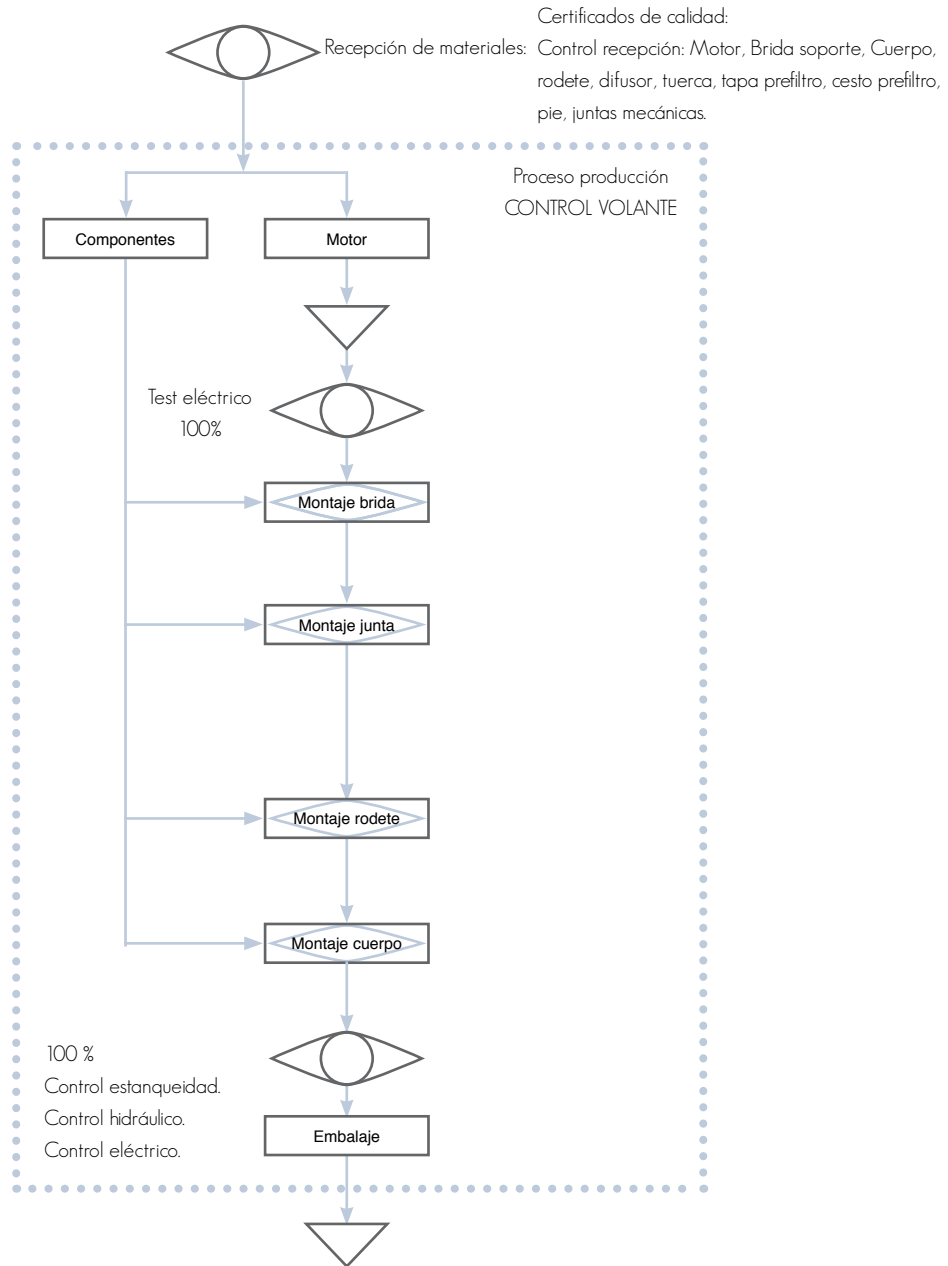 Certificados de calidad:
Recepción de materiales:
Control recepción: Motor, Brida soporte, Cuerpo,
rodete, difusor, tuerca, tapa prefiltro, cesto prefiltro,
pie, juntas mecánicas.
Proceso producción
CONTROL VOLANTE
Componentes
Motor
Test eléctrico
100%
Montaje brida
Montaje junta
Montaje rodete
Montaje cuerpo
100 %
Control estanqueidad.
Control hidráulico.
Control eléctrico.
Embalaje